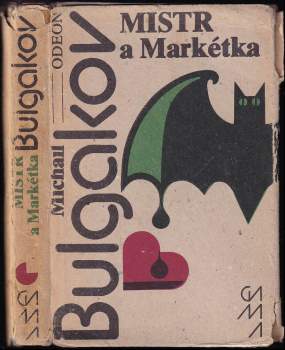 Bulgakov
MISTR
a Markétka
ODEON
Michail
Bulgakov
MISTR
a Markétka